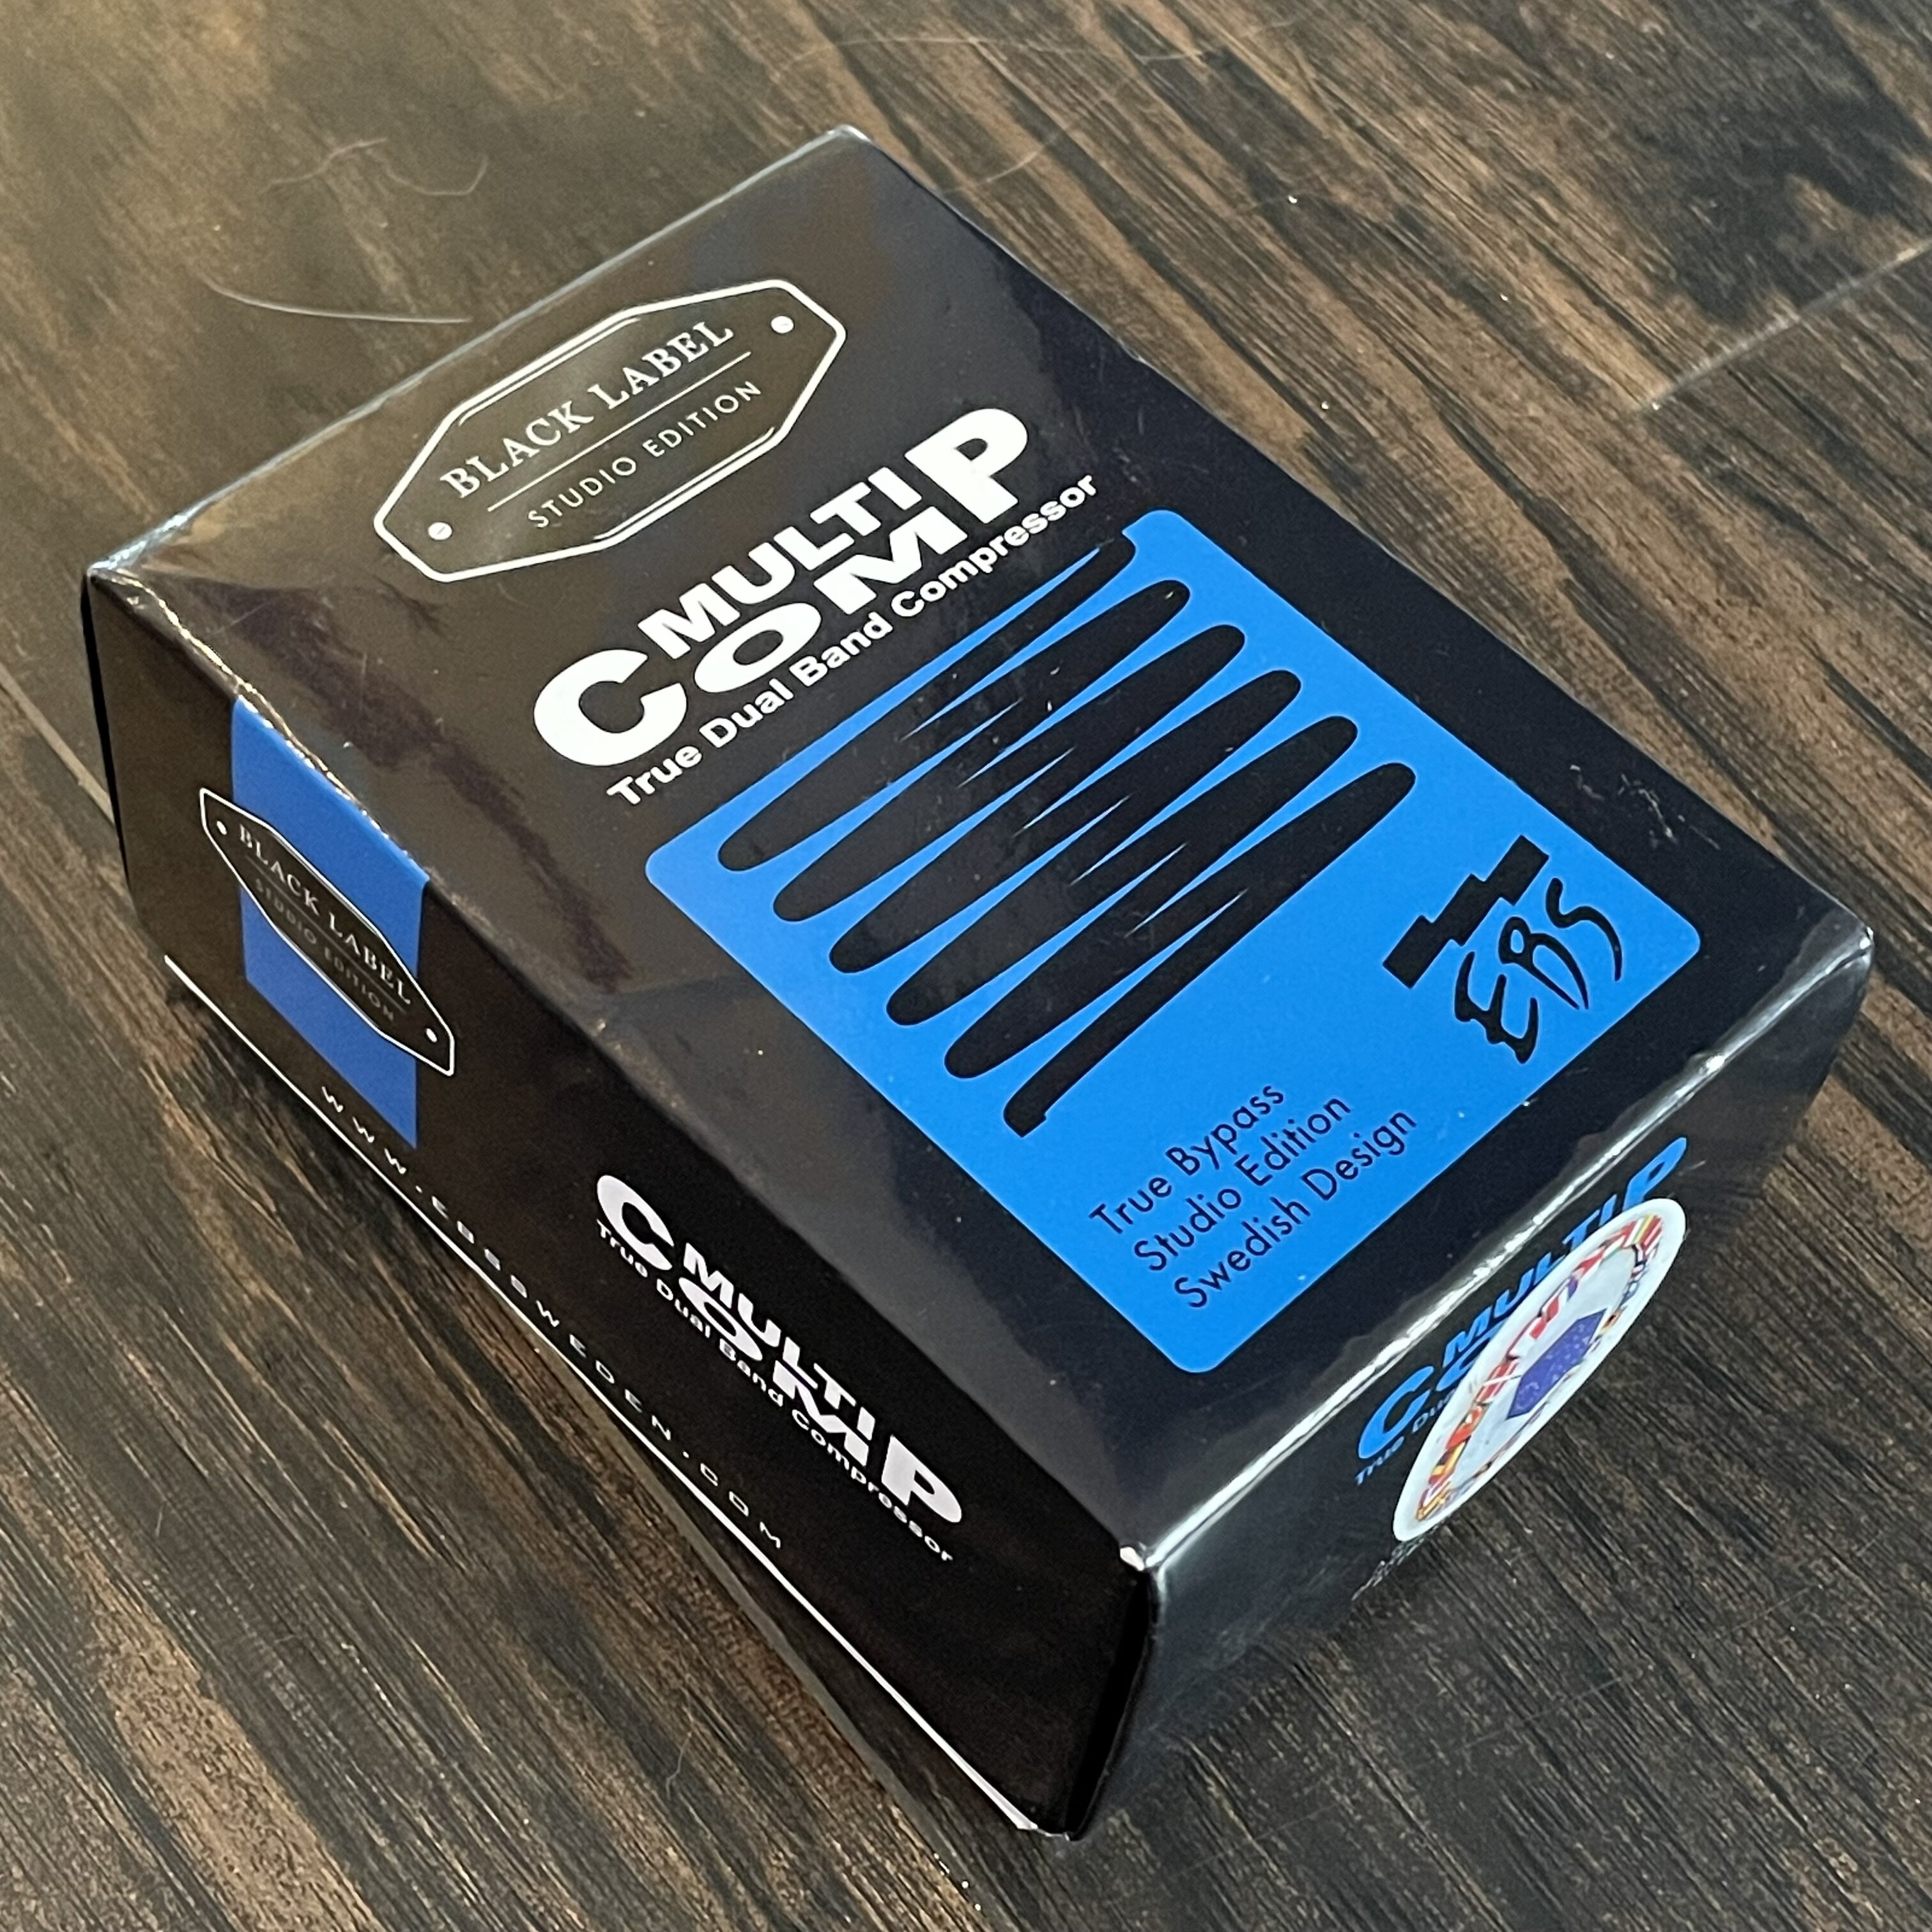 BLACK LABEL
STUDIO EDITION
MULTI
COMP
True Dual Band Compressor
EBS
True Bypass
Studio Edition
Swedish Design
BLACK LABEL
STUDIO EDITION
MULTI
COMP
True Dual Band Compressor
WWW.EBSSWEDEN.COM
MULTI
True